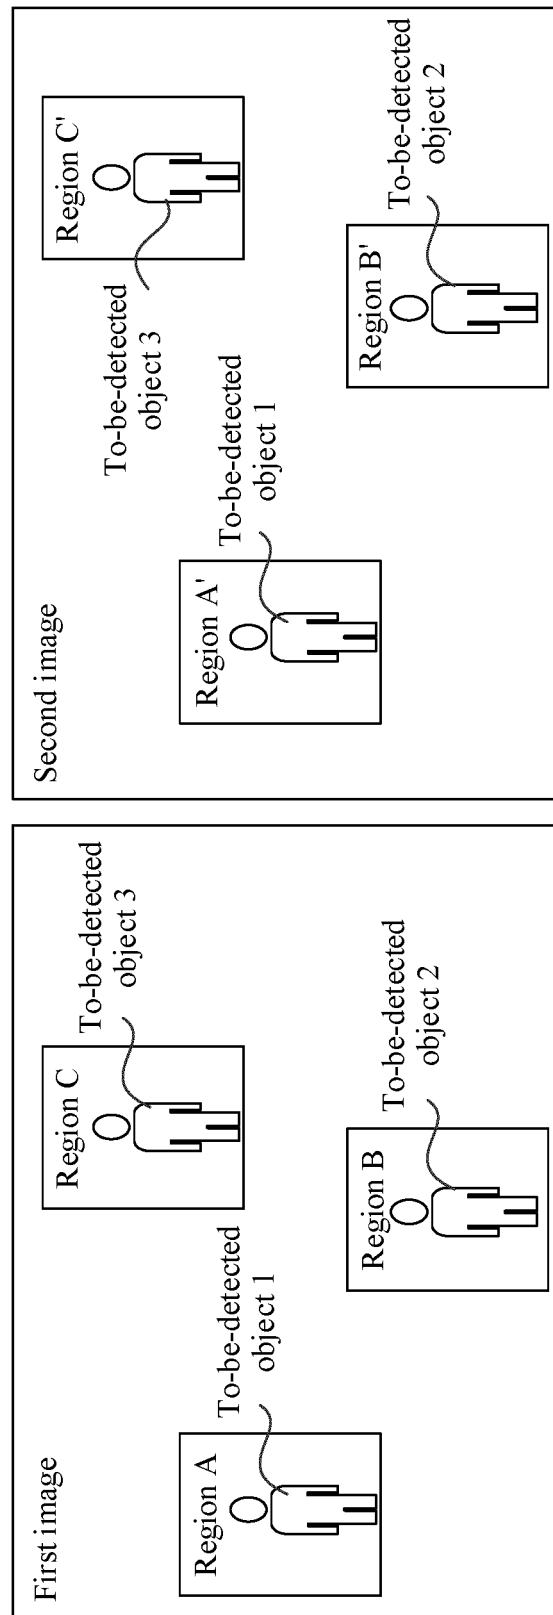 First image
Region A
To-be-detected
object 1
Region B
To-be-detected
object 2
Region C
To-be-detected
object 3
Second image
Region A'
To-be-detected
object 1
Region B'
To-be-detected
object 2
To-be-detected
object 3
Region C'